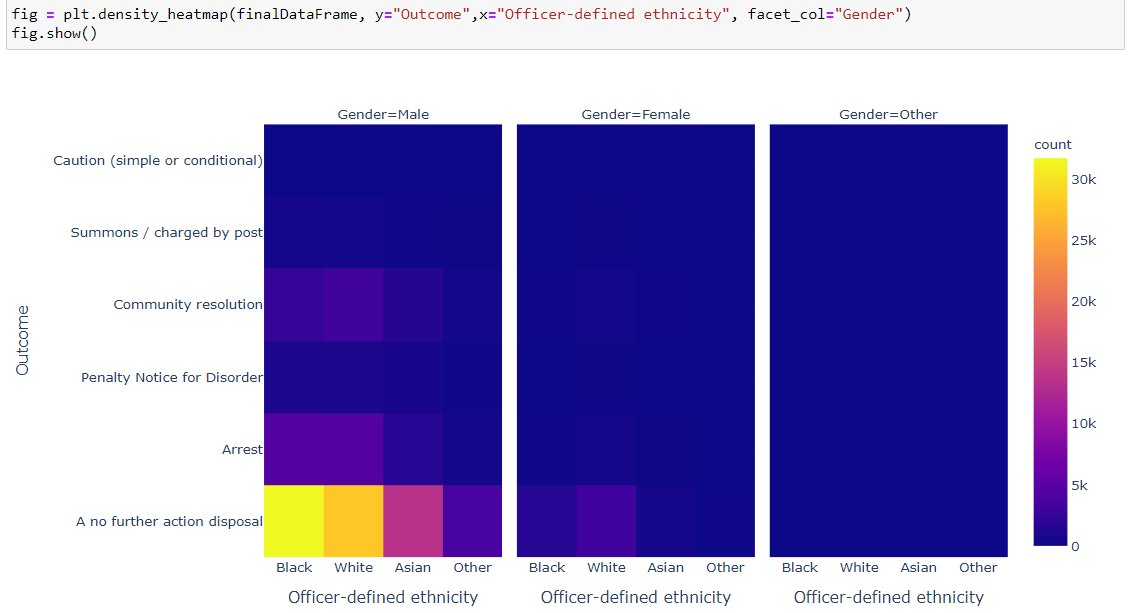 fig = plt.density_heatmap(finalDataFrame, y="Outcome",x="Officer-defined ethnicity", facet_col="Gender")
fig.show()
Gender=Male Gender=Female Gender=Other
count
Caution (simple or conditional)
Summons / charged by post
Community resolution
Penalty Notice for Disorder
Arrest
A no further action disposal
Outcome
30k
25k
20k
15k
10k
5k
0
Black White Asian Other Black White Asian Other Black White Asian Other
Officer-defined ethnicity Officer-defined ethnicity Officer-defined ethnicity